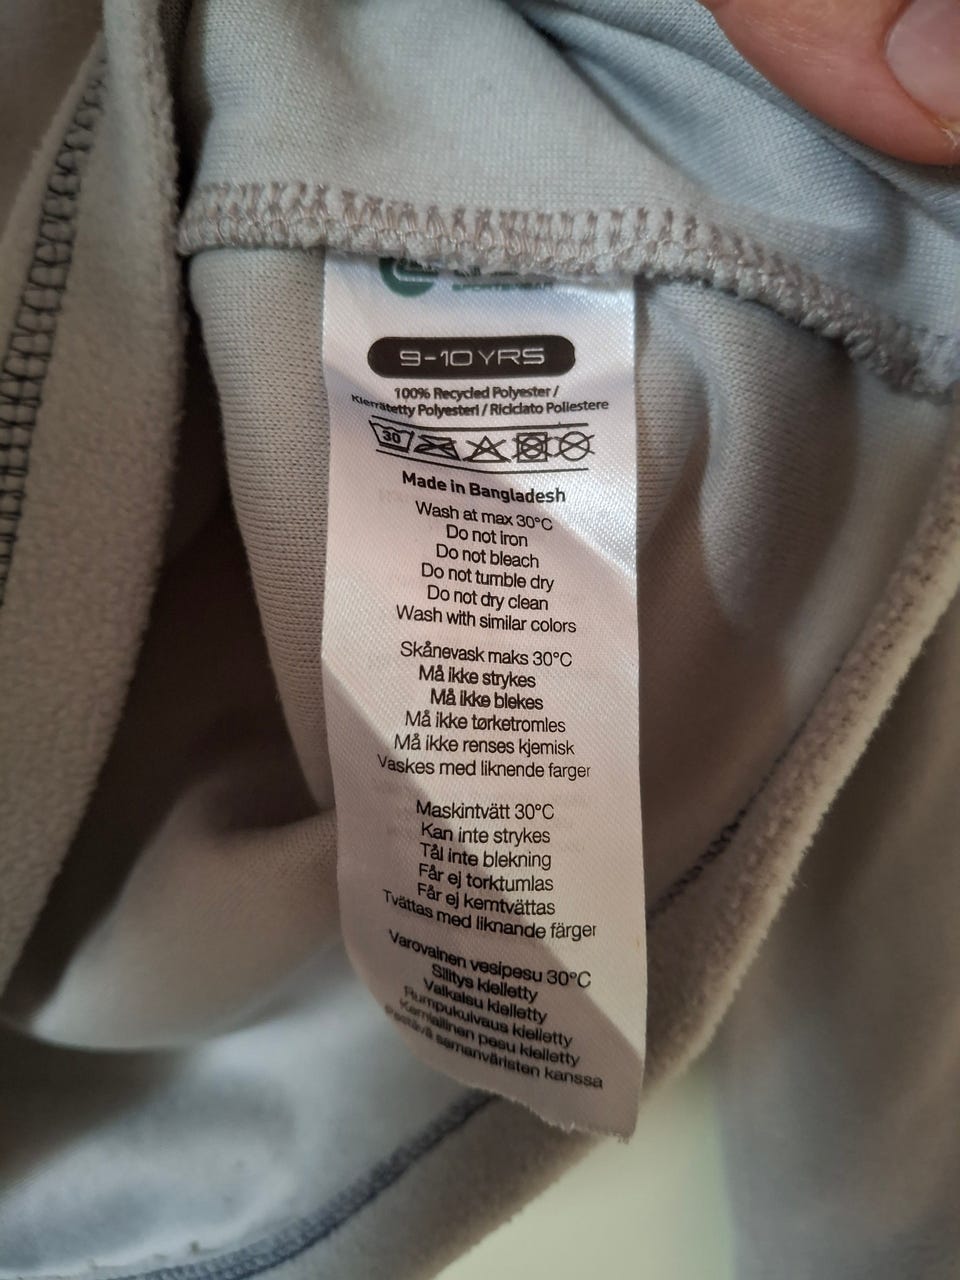 SPORTSWEAR
9-10YRS
100% Recycled Polyester /
Kierrätetty Polyesteri / Riciclato Poliestere
30
Made in Bangladesh
Wash at max 30°C
Do not iron
Do not bleach
Do not tumble dry
Do not dry clean
Wash with similar colors
Skånevask maks 30°C
Må ikke strykes
Må ikke blekes
Må ikke tørketromles
Må ikke renses kjemisk
Vaskes med liknende farger
Maskintvätt 30°C
Kan inte strykes
Tål inte blekning
Får ej torktumlas
Får ej kemtvättas
Tvättas med liknande färger
Varovainen vesipesu 30°C
Silitys kielletty
Valkaisu kielletty
Rumpukuivaus kielletty
Kemiallinen pesu kielletty
Pestävä samanväristen kanssa